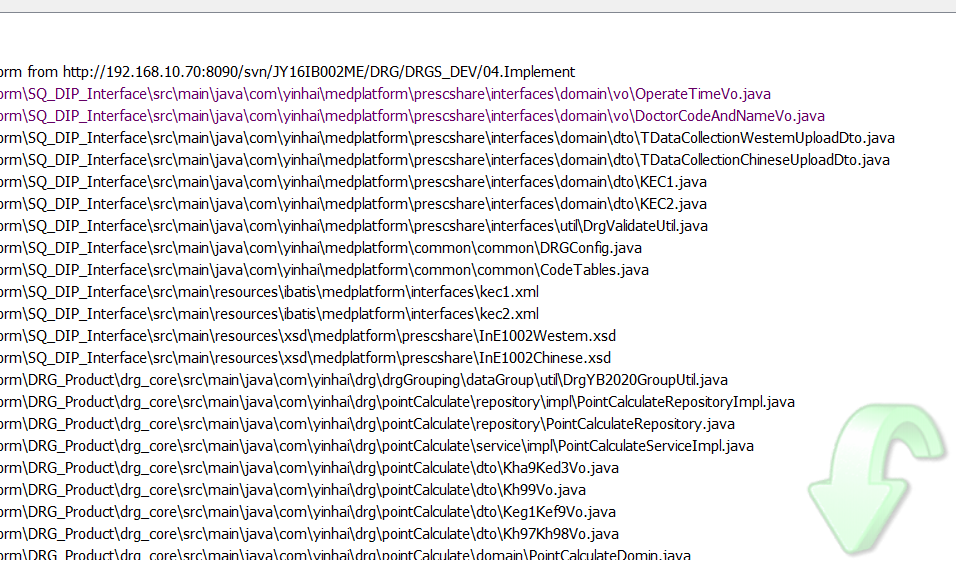 orm from http://192.168.10.70:8090/svn/JY16IB002ME/DRG/DRGS_DEV/04.Implement
orm\SQ_DIP_Interface\src\main\java\com\yinhai\medplatform\prescshare\interfaces\domain\vo\OperateTimeVo.java
orm\SQ_DIP_Interface\src\main\java\com\yinhai\medplatform\prescshare\interfaces\domain\vo\DoctorCodeAndNameVo.java
orm\SQ_DIP_Interface\src\main\java\com\yinhai\medplatform\prescshare\interfaces\domain\dto\TDataCollectionWesternUploadDto.java
orm\SQ_DIP_Interface\src\main\java\com\yinhai\medplatform\prescshare\interfaces\domain\dto\TDataCollectionChineseUploadDto.java
orm\SQ_DIP_Interface\src\main\java\com\yinhai\medplatform\prescshare\interfaces\domain\dto\KEC1.java
orm\SQ_DIP_Interface\src\main\java\com\yinhai\medplatform\prescshare\interfaces\domain\dto\KEC2.java
orm\SQ_DIP_Interface\src\main\java\com\yinhai\medplatform\prescshare\interfaces\util\DrgValidateUtil.java
orm\SQ_DIP_Interface\src\main\java\com\yinhai\medplatform\common\common\DRGConfig.java
orm\SQ_DIP_Interface\src\main\java\com\yinhai\medplatform\common\common\CodeTables.java
orm\SQ_DIP_Interface\src\main\resources\ibatis\medplatform\interfaces\kec1.xml
orm\SQ_DIP_Interface\src\main\resources\ibatis\medplatform\interfaces\kec2.xml
orm\SQ_DIP_Interface\src\main\resources\xsd\medplatform\prescshare\InE1002Westem.xsd
orm\SQ_DIP_Interface\src\main\resources\xsd\medplatform\prescshare\InE1002Chinese.xsd
orm\DRG_Product\drg_core\src\main\java\com\yinhai\drg\drgGrouping\dataGroup\util\DrgYB2020GroupUtil.java
orm\DRG_Product\drg_core\src\main\java\com\yinhai\drg\pointCalculate\repository\impl\PointCalculateRepositoryImpl.java
orm\DRG_Product\drg_core\src\main\java\com\yinhai\drg\pointCalculate\repository\PointCalculateRepository.java
orm\DRG_Product\drg_core\src\main\java\com\yinhai\drg\pointCalculate\service\impl\PointCalculateServiceImpl.java
orm\DRG_Product\drg_core\src\main\java\com\yinhai\drg\pointCalculate\dto\Kha9Ked3Vo.java
orm\DRG_Product\drg_core\src\main\java\com\yinhai\drg\pointCalculate\dto\Kh99Vo.java
orm\DRG_Product\drg_core\src\main\java\com\yinhai\drg\pointCalculate\dto\Keg1Kef9Vo.java
orm\DRG_Product\drg_core\src\main\java\com\yinhai\drg\pointCalculate\dto\Kh97Kh98Vo.java
orm\DRG_Product\drg_core\src\main\java\com\yinhai\drg\pointCalculate\domain\PointCalculateDomin.java